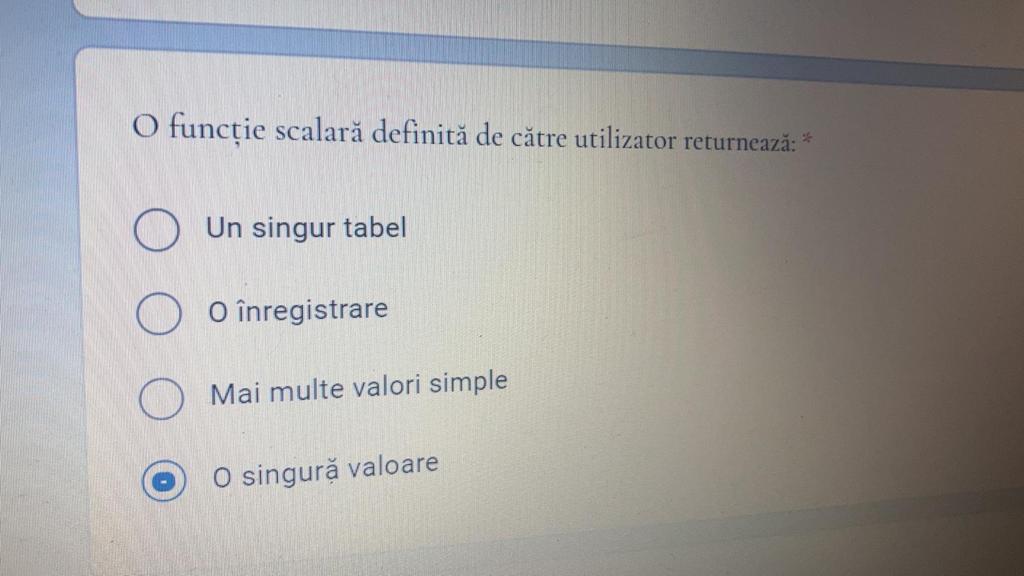 O funcție scalară definită de către utilizator returnează: *
Un singur tabel
O înregistrare
Mai multe valori simple
O singură valoare